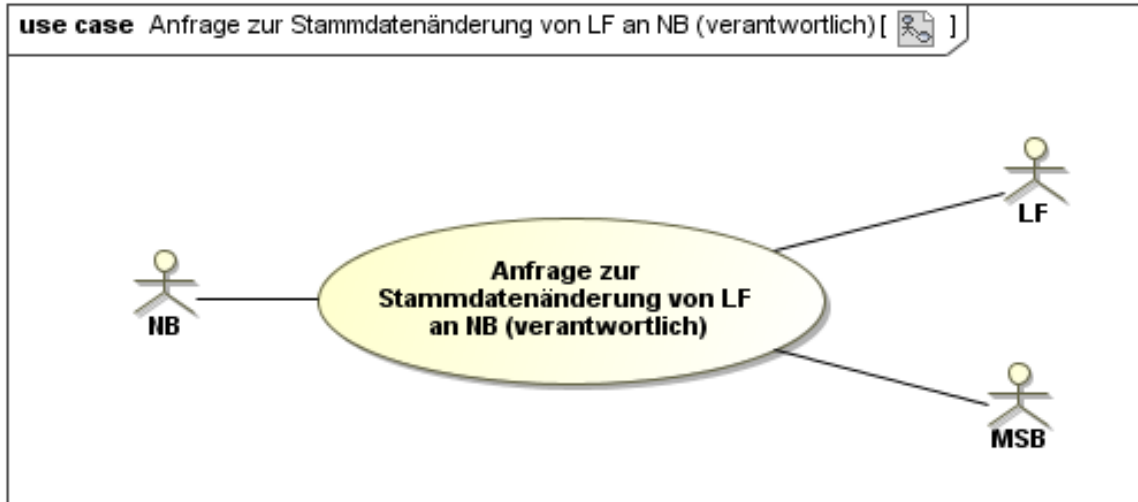 use case Anfrage zur Stammdatenänderung von LF an NB (verantwortlich)[ ]
LF
Anfrage zur
Stammdatenänderung von LF
an NB (verantwortlich)
NB
MSB